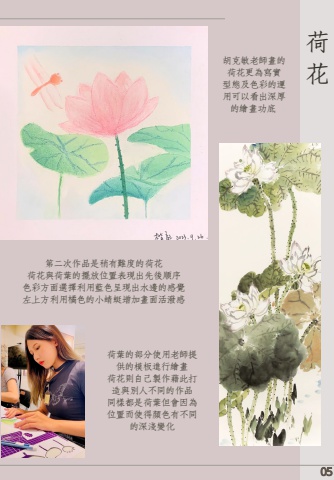 荷
花
胡克敏老師畫的
荷花更為寫實
型態及色彩的運
用可以看出深厚
的繪畫功底
2023.4.26
第二次作品是稍有難度的荷花
荷花與荷葉的擺放位置表現出先後順序
色彩方面選擇利用藍色呈現出水邊的感覺
左上方利用橘色的小蜻蜓增加畫面活潑感
荷葉的部分使用老師提
供的模板進行繪畫
荷花則自己製作藉此打
造與別人不同的作品
同樣都是荷葉但會因為
位置而使得顏色有不同
的深淺變化
05